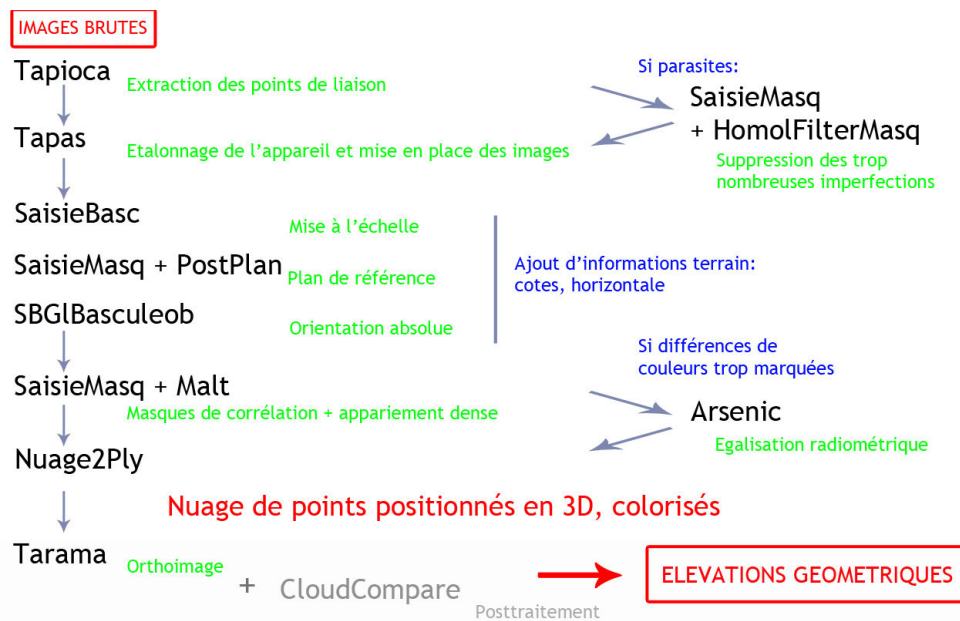 IMAGES BRUTES
Tapioca
Extraction des points de liaison
Si parasites:
SaisieMasq
+ HomolFilterMasq
Suppression des trop
nombreuses imperfections
Tapas
Etalonnage de l'appareil et mise en place des images
SaisieBasc
Mise à l'échelle
SaisieMasq + PostPlan
Plan de référence
SBGlBasculeob
Orientation absolue
Ajout d'informations terrain:
cotes, horizontale
SaisieMasq + Malt
Masques de corrélation + appariement dense
Si différences de
couleurs trop marquées
Arsenic
Egalisation radiométrique
Nuage2Ply
Nuage de points positionnés en 3D, colorisés
Tarama
Orthoimage
+ CloudCompare
Posttraitement
ELEVATIONS GEOMETRIQUES